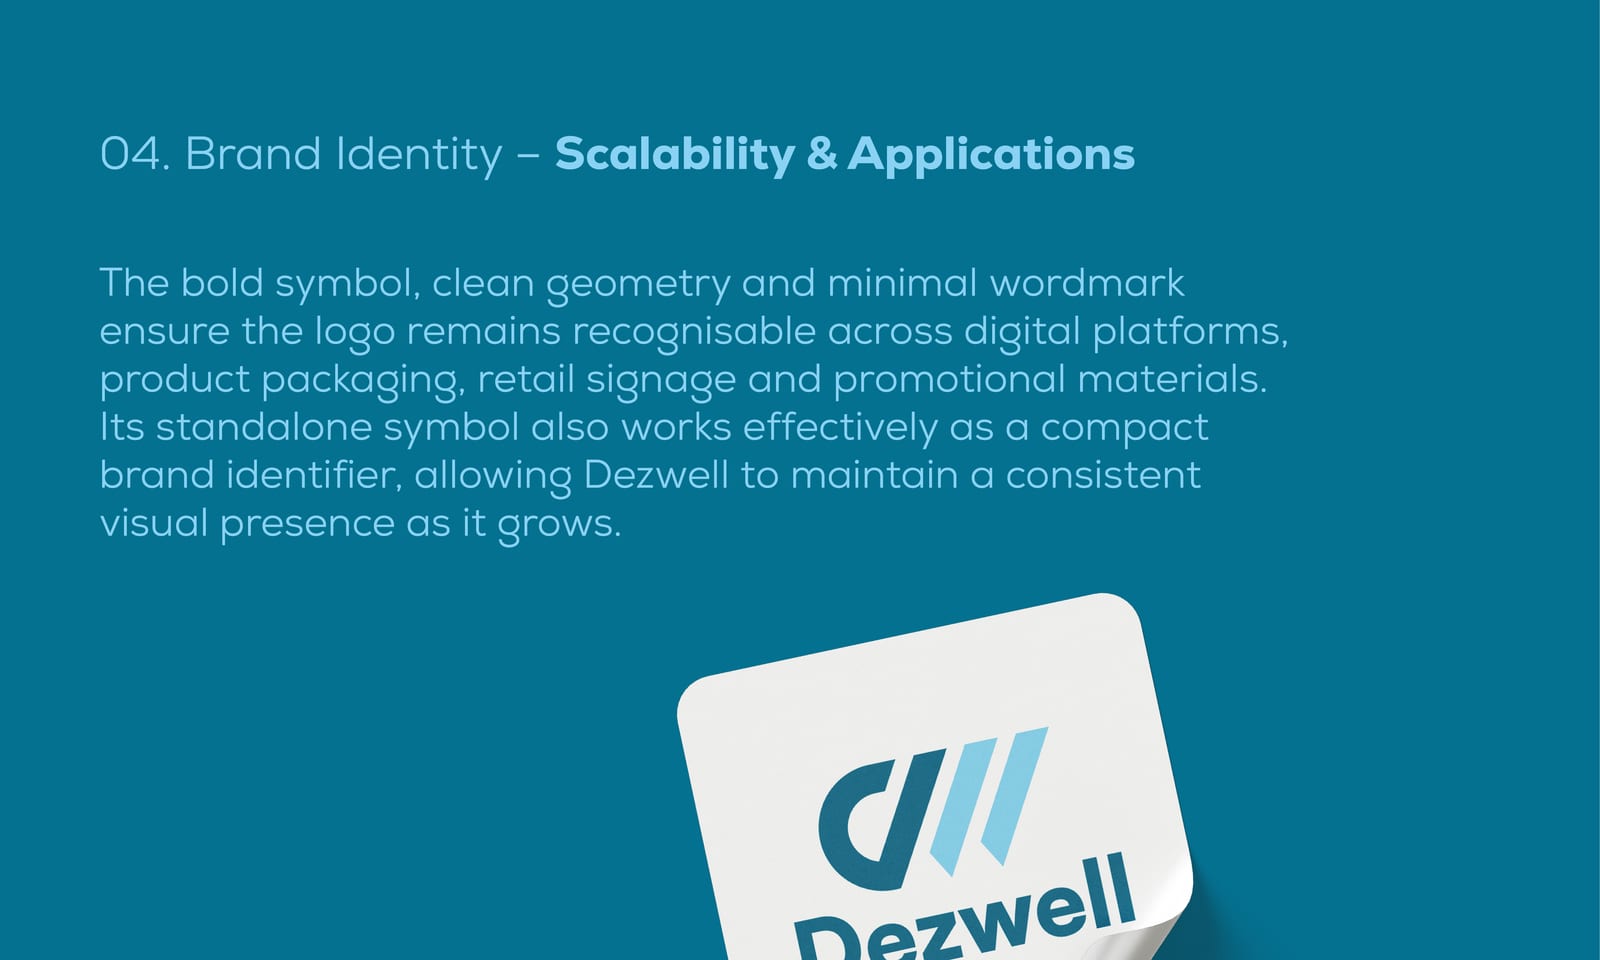 04. Brand Identity – Scalability & Applications
The bold symbol, clean geometry and minimal wordmark
ensure the logo remains recognisable across digital platforms,
product packaging, retail signage and promotional materials.
Its standalone symbol also works effectively as a compact
brand identifier, allowing Dezwell to maintain a consistent
visual presence as it grows.
Dezwell